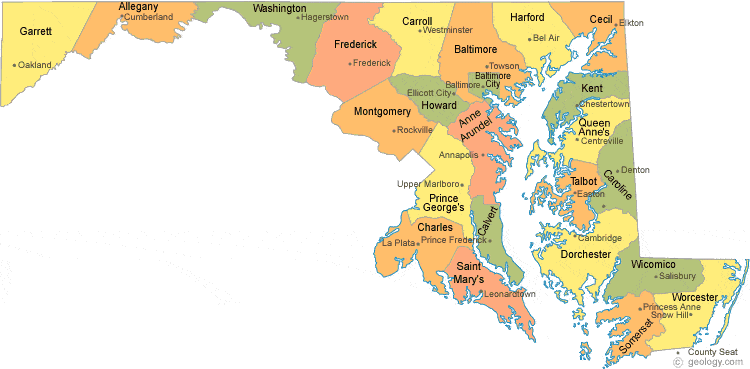 Garrett
Oakland
Allegany
Cumberland
Washington
Hagerstown
Frederick
Frederick
Carroll
Westminster
Baltimore
Towson
Harford
Bel Air
Cecil
Elkton
Baltimore
City
Baltimore
Ellicott City
Howard
Montgomery
Rockville
Anne
Arundel
Annapolis
Kent
Chestertown
Queen
Anne's
Centreville
Denton
Caroline
Talbot
Easton
Upper Marlboro
Prince
George's
Calvert
Charles
La Plata
Prince Frederick
Saint
Mary's
Leonardtown
Cambridge
Dorchester
Wicomico
Salisbury
Worcester
Princess Anne
Snow Hill
Somerset
County Seat
© geology.com